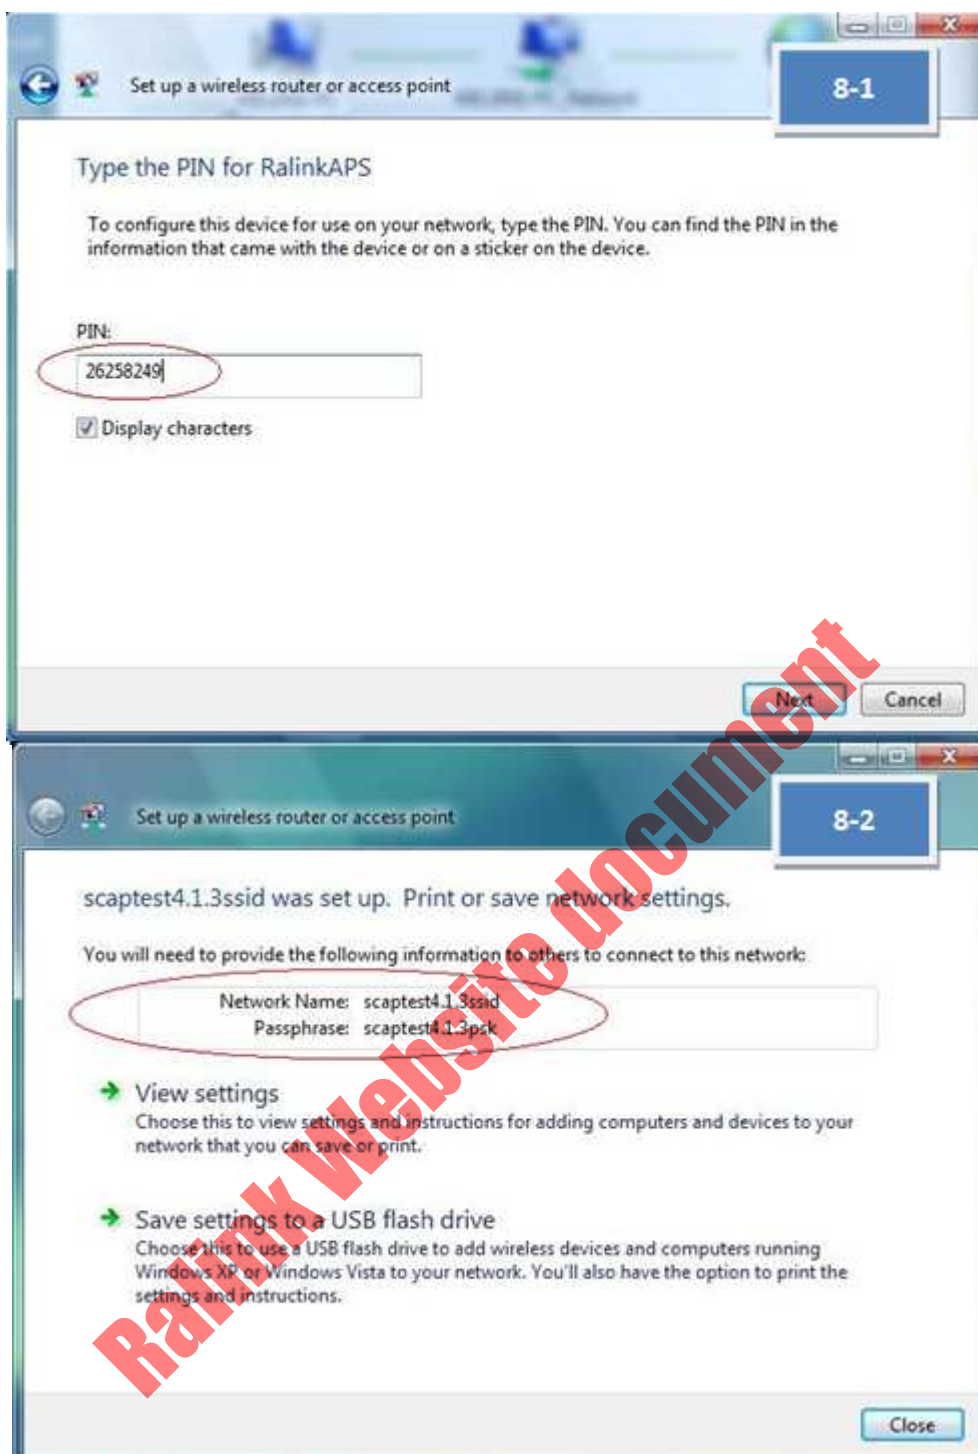 Set up a wireless router or access point
8-1
Type the PIN for RalinkAPS
To configure this device for use on your network, type the PIN. You can find the PIN in the
information that came with the device or on a sticker on the device.
PIN:
26258249
Display characters
Next
Cancel
Set up a wireless router or access point
8-2
scaptest4.1.3ssid was set up. Print or save network settings.
You will need to provide the following information to others to connect to this network:
Network Name: scaptest4.1.3ssid
Passphrase: scaptest4.1.3psk
View settings
Choose this to view settings and instructions for adding computers and devices to your
network that you can save or print.
Save settings to a USB flash drive
Choose this to use a USB flash drive to add wireless devices and computers running
Windows XP or Windows Vista to your network. You'll also have the option to print the
settings and instructions.
Close
Ralink Website document